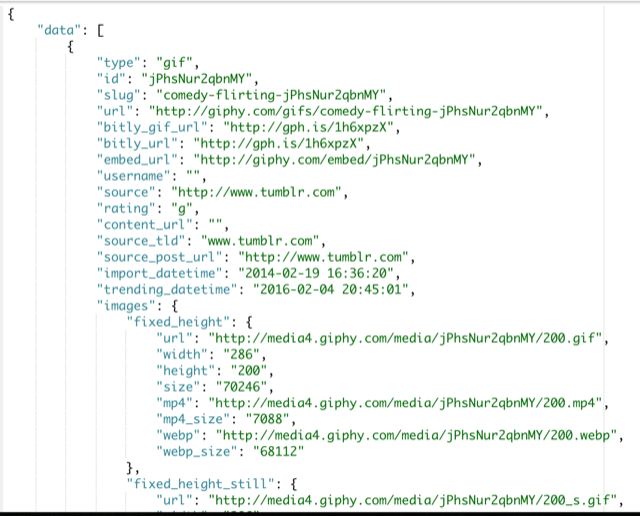 {
    "data": [
        {
            "type": "gif",
            "id": "jPhsNur2qbnMY",
            "slug": "comedy-flirting-jPhsNur2qbnMY",
            "url": "http://giphy.com/gifs/comedy-flirting-jPhsNur2qbnMY",
            "bitly_gif_url": "http://gph.is/1h6xpzX",
            "bitly_url": "http://gph.is/1h6xpzX",
            "embed_url": "http://giphy.com/embed/jPhsNur2qbnMY",
            "username": "",
            "source": "http://www.tumblr.com",
            "rating": "g",
            "content_url": "",
            "source_tld": "www.tumblr.com",
            "source_post_url": "http://www.tumblr.com",
            "import_datetime": "2014-02-19 16:36:20",
            "trending_datetime": "2016-02-04 20:45:01",
            "images": {
                "fixed_height": {
                    "url": "http://media4.giphy.com/media/jPhsNur2qbnMY/200.gif",
                    "width": "286",
                    "height": "200",
                    "size": "70246",
                    "mp4": "http://media4.giphy.com/media/jPhsNur2qbnMY/200.mp4",
                    "mp4_size": "7088",
                    "webp": "http://media4.giphy.com/media/jPhsNur2qbnMY/200.webp",
                    "webp_size": "68112"
                },
                "fixed_height_still": {
                    "url": "http://media4.giphy.com/media/jPhsNur2qbnMY/200_s.gif",